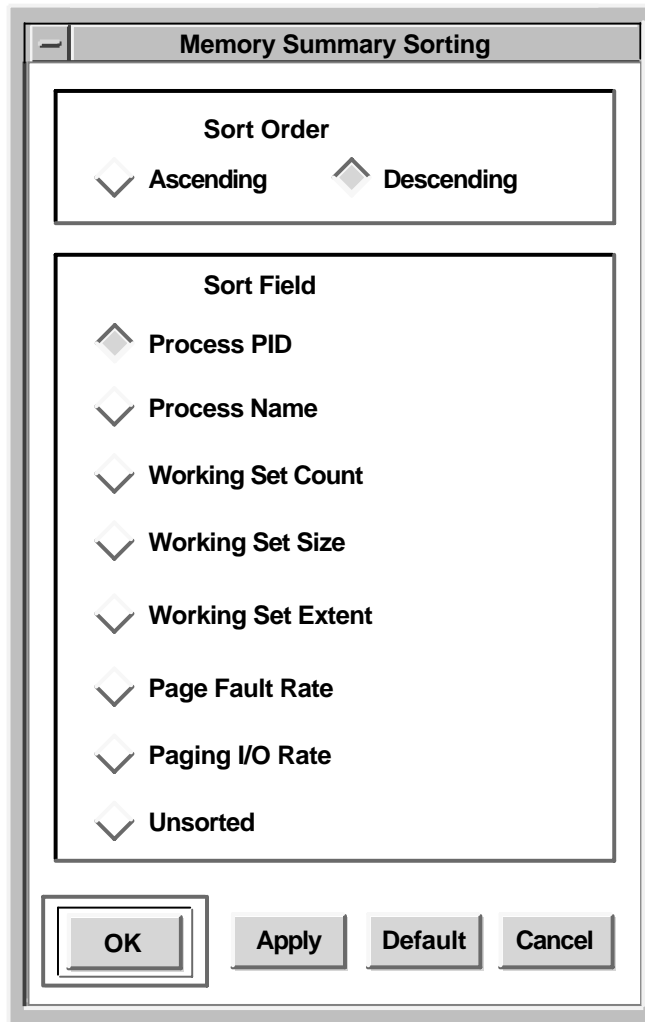 Memory Summary Sorting
Sort Order
Ascending Descending
Sort Field
Process PID
Process Name
Working Set Count
Working Set Size
Working Set Extent
Page Fault Rate
Paging I/O Rate
Unsorted
OK Apply Default Cancel